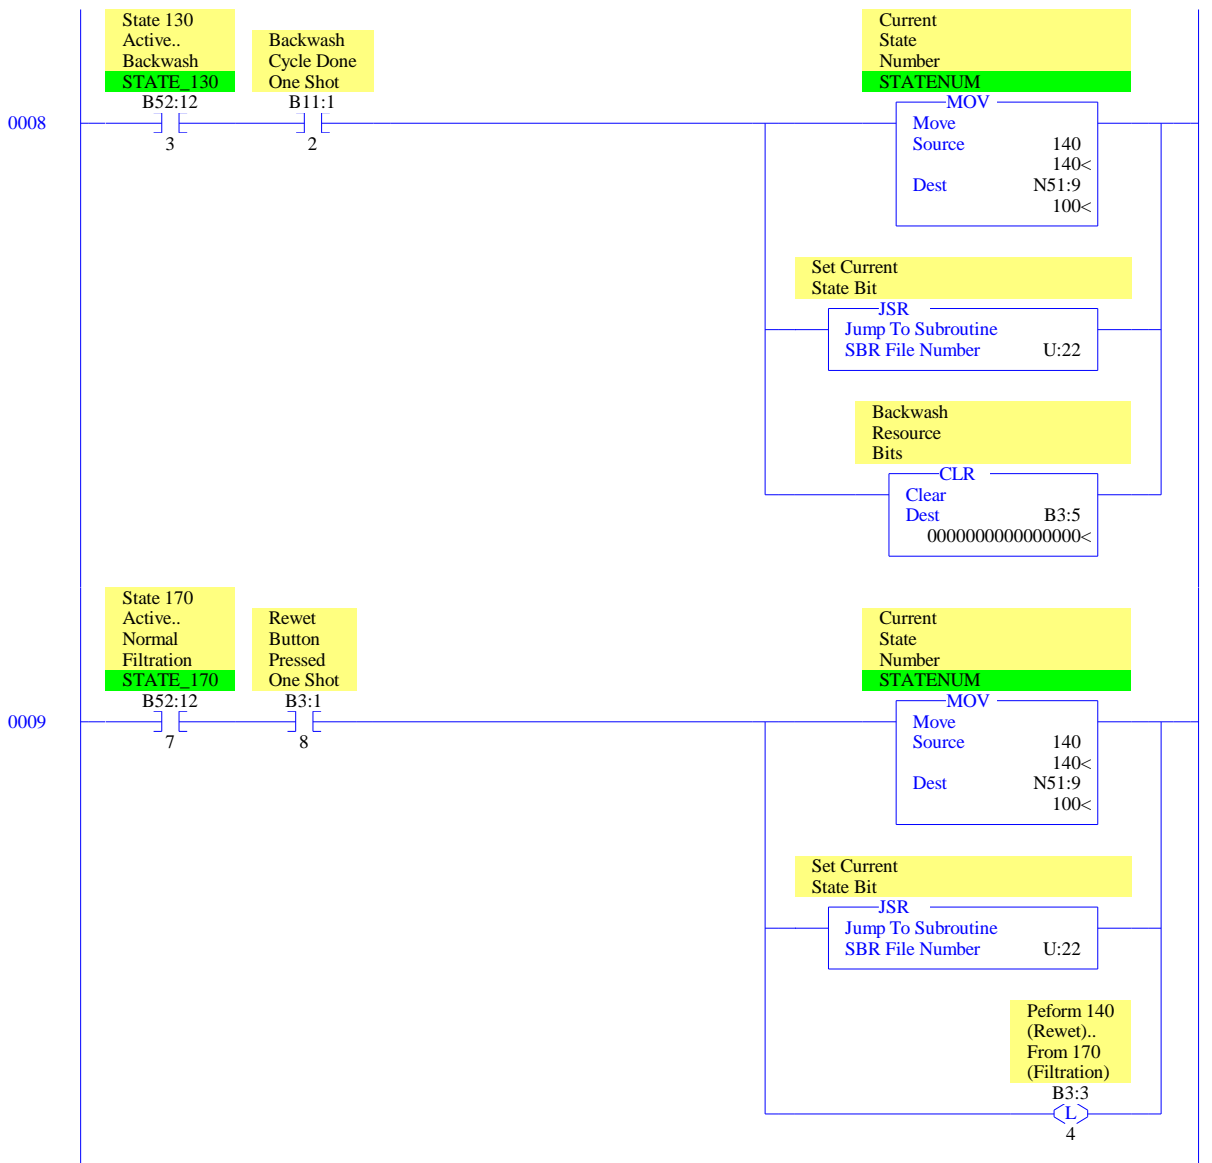 State 130
Active..
Backwash
STATE_130
B52:12
3
Backwash
Cycle Done
One Shot
B11:1
2
0008
Current
State
Number
STATENUM
MOV
Move
Source 140
140<
Dest N51:9
100<
Set Current
State Bit
JSR
Jump To Subroutine
SBR File Number U:22
Backwash
Resource
Bits
CLR
Clear
Dest B3:5
0000000000000000<
State 170
Active..
Normal
Filtration
STATE_170
B52:12
7
Rewet
Button
Pressed
One Shot
B3:1
8
0009
Current
State
Number
STATENUM
MOV
Move
Source 140
140<
Dest N51:9
100<
Set Current
State Bit
JSR
Jump To Subroutine
SBR File Number U:22
Peform 140
(Rewet)..
From 170
(Filtration)
B3:3
L
4